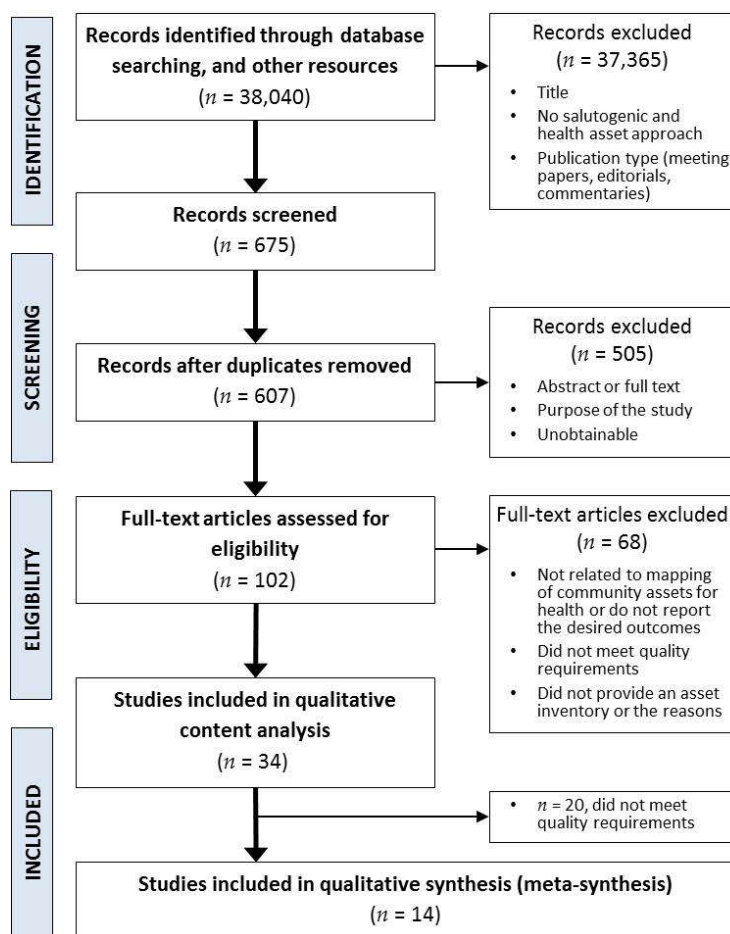 IDENTIFICATION
Records identified through database
searching, and other resources
(n = 38,040)
Records excluded
(n = 37,365)
• Title
• No salutogenic and
health asset approach
• Publication type (meeting
papers, editorials,
commentaries)
Records screened
(n = 675)
SCREENING
Records after duplicates removed
(n = 607)
Records excluded
(n = 505)
• Abstract or full text
• Purpose of the study
• Unobtainable
ELIGIBILITY
Full-text articles assessed for
eligibility
(n = 102)
Full-text articles excluded
(n = 68)
• Not related to mapping
of community assets for
health or do not report
the desired outcomes
• Did not meet quality
requirements
• Did not provide an asset
inventory or the reasons
Studies included in qualitative
content analysis
(n = 34)
INCLUDED
• n = 20, did not meet
quality requirements
Studies included in qualitative synthesis (meta-synthesis)
(n = 14)